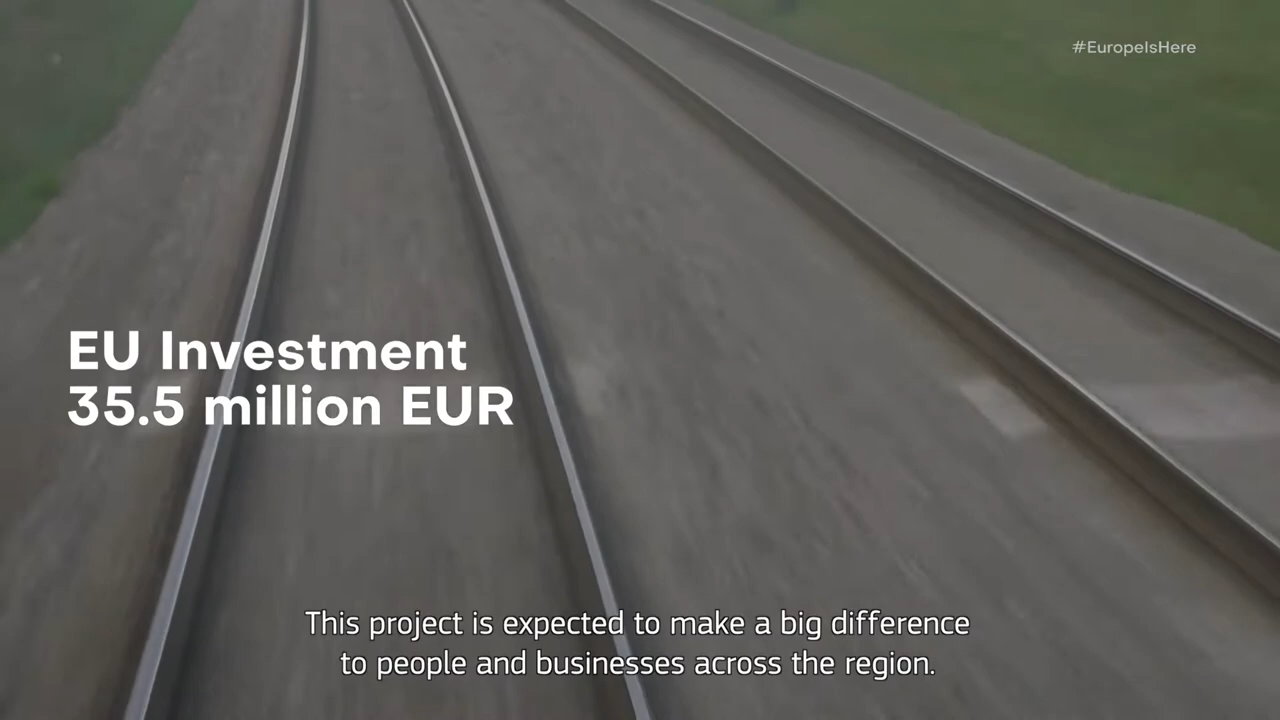 #EuropeIsHere
EU Investment
35.5 million EUR
This project is expected to make a big difference
to people and businesses across the region.